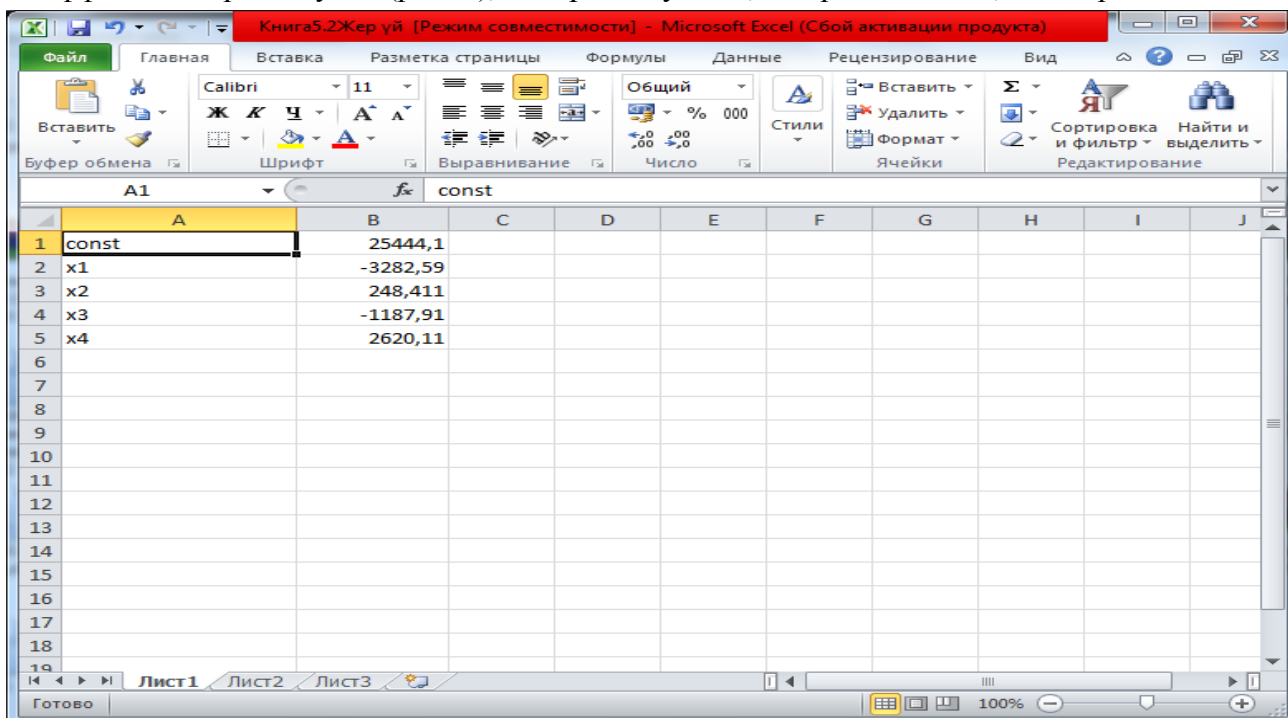 Книга5.2Жер үй [Режим совместимости] - Microsoft Excel (Сбой активации продукта)
Файл Главная Вставка Разметка страницы Формулы Данные Рецензирование Вид
Calibri 11 Общий Вставить Σ
Вставить Ж К Ч А А А % 000 Стили Удалить Сортировка и фильтр Найти и выделить
Формат
Буфер обмена Шрифт Выравнивание Число Ячейки Редактирование
A1 fx const
A B C D E F G H I J
1 const 25444,1
2 x1 -3282,59
3 x2 248,411
4 x3 -1187,91
5 x4 2620,11
6
7
8
9
10
11
12
13
14
15
16
17
18
19
Лист1 Лист2 Лист3
Готово 100%